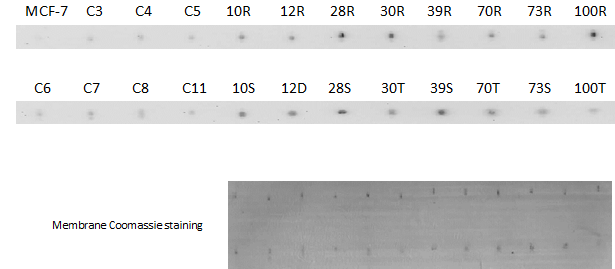 MCF-7 C3 C4 C5 10R 12R 28R 30R 39R 70R 73R 100R
C6 C7 C8 C11 10S 12D 28S 30T 39S 70T 73S 100T
Membrane Coomassie staining